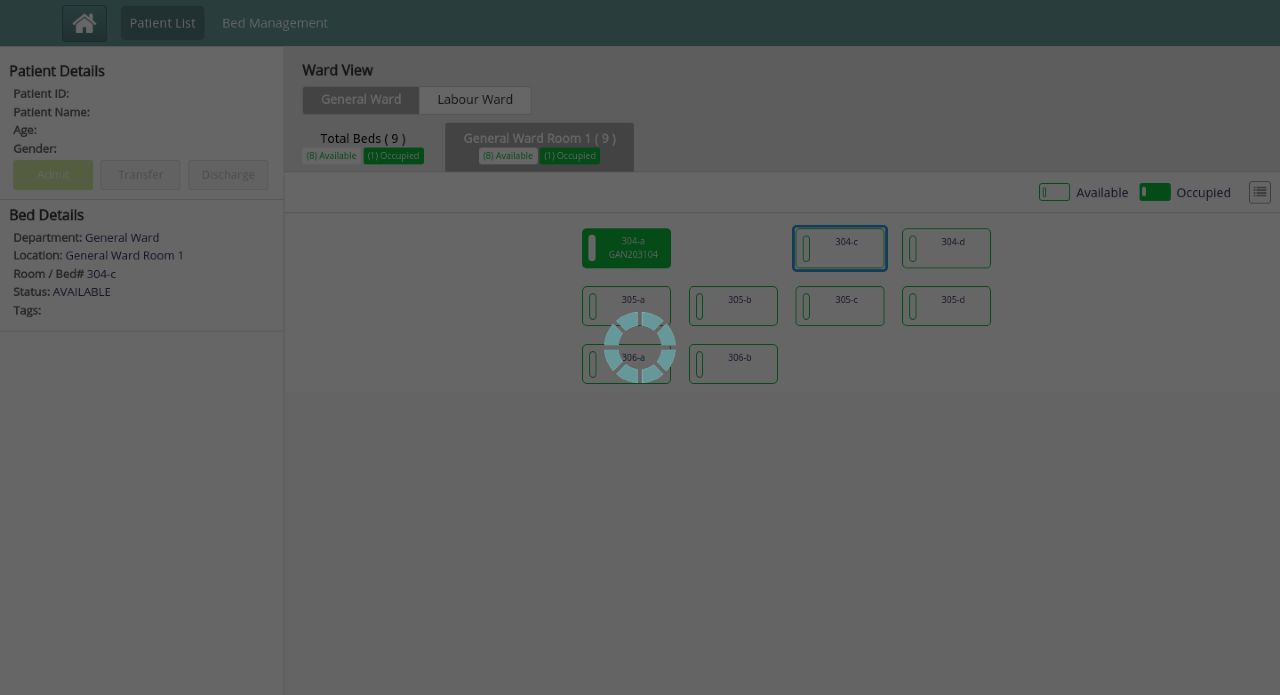 Patient List
Bed Management
Patient Details
Patient ID:
Patient Name:
Age:
Gender:
Admit
Transfer
Discharge
Bed Details
Department: General Ward
Location: General Ward Room 1
Room / Bed# 304-c
Status: AVAILABLE
Tags:
Ward View
General Ward
Labour Ward
Total Beds ( 9 )
(8) Available
(1) Occupied
General Ward Room 1 ( 9 )
(8) Available
(1) Occupied
Available
Occupied
304-a
GAN203104
304-c
304-d
305-a
305-b
305-c
305-d
306-a
306-b